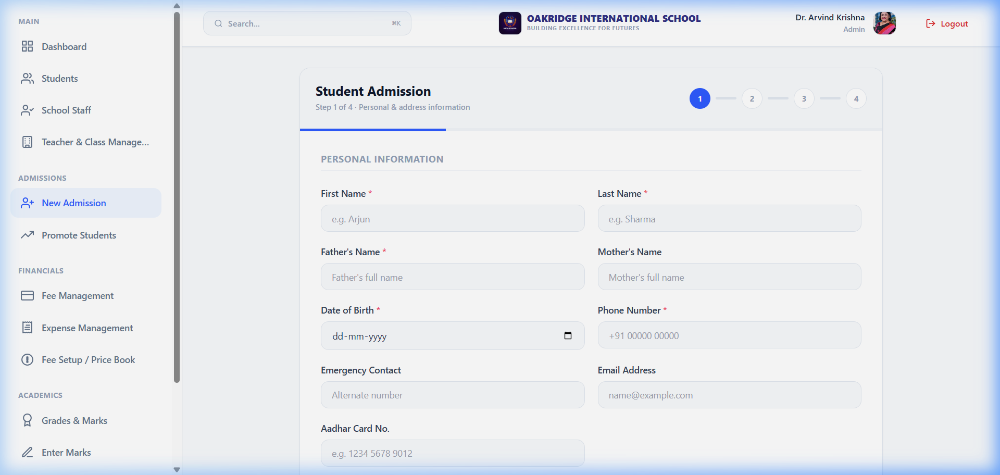 MAIN
Dashboard
Students
School Staff
Teacher & Class Manage...
ADMISSIONS
New Admission
Promote Students
FINANCIALS
Fee Management
Expense Management
Fee Setup / Price Book
ACADEMICS
Grades & Marks
Enter Marks
Search...
⌘K
OAKRIDGE INTERNATIONAL SCHOOL
BUILDING EXCELLENCE FOR FUTURES
Dr. Arvind Krishna
Admin
Logout
Student Admission
Step 1 of 4 · Personal & address information
1 2 3 4
PERSONAL INFORMATION
First Name * Last Name *
e.g. Arjun e.g. Sharma
Father's Name * Mother's Name
Father's full name Mother's full name
Date of Birth * Phone Number *
dd-mm-yyyy +91 00000 00000
Emergency Contact Email Address
Alternate number name@example.com
Aadhar Card No.
e.g. 1234 5678 9012